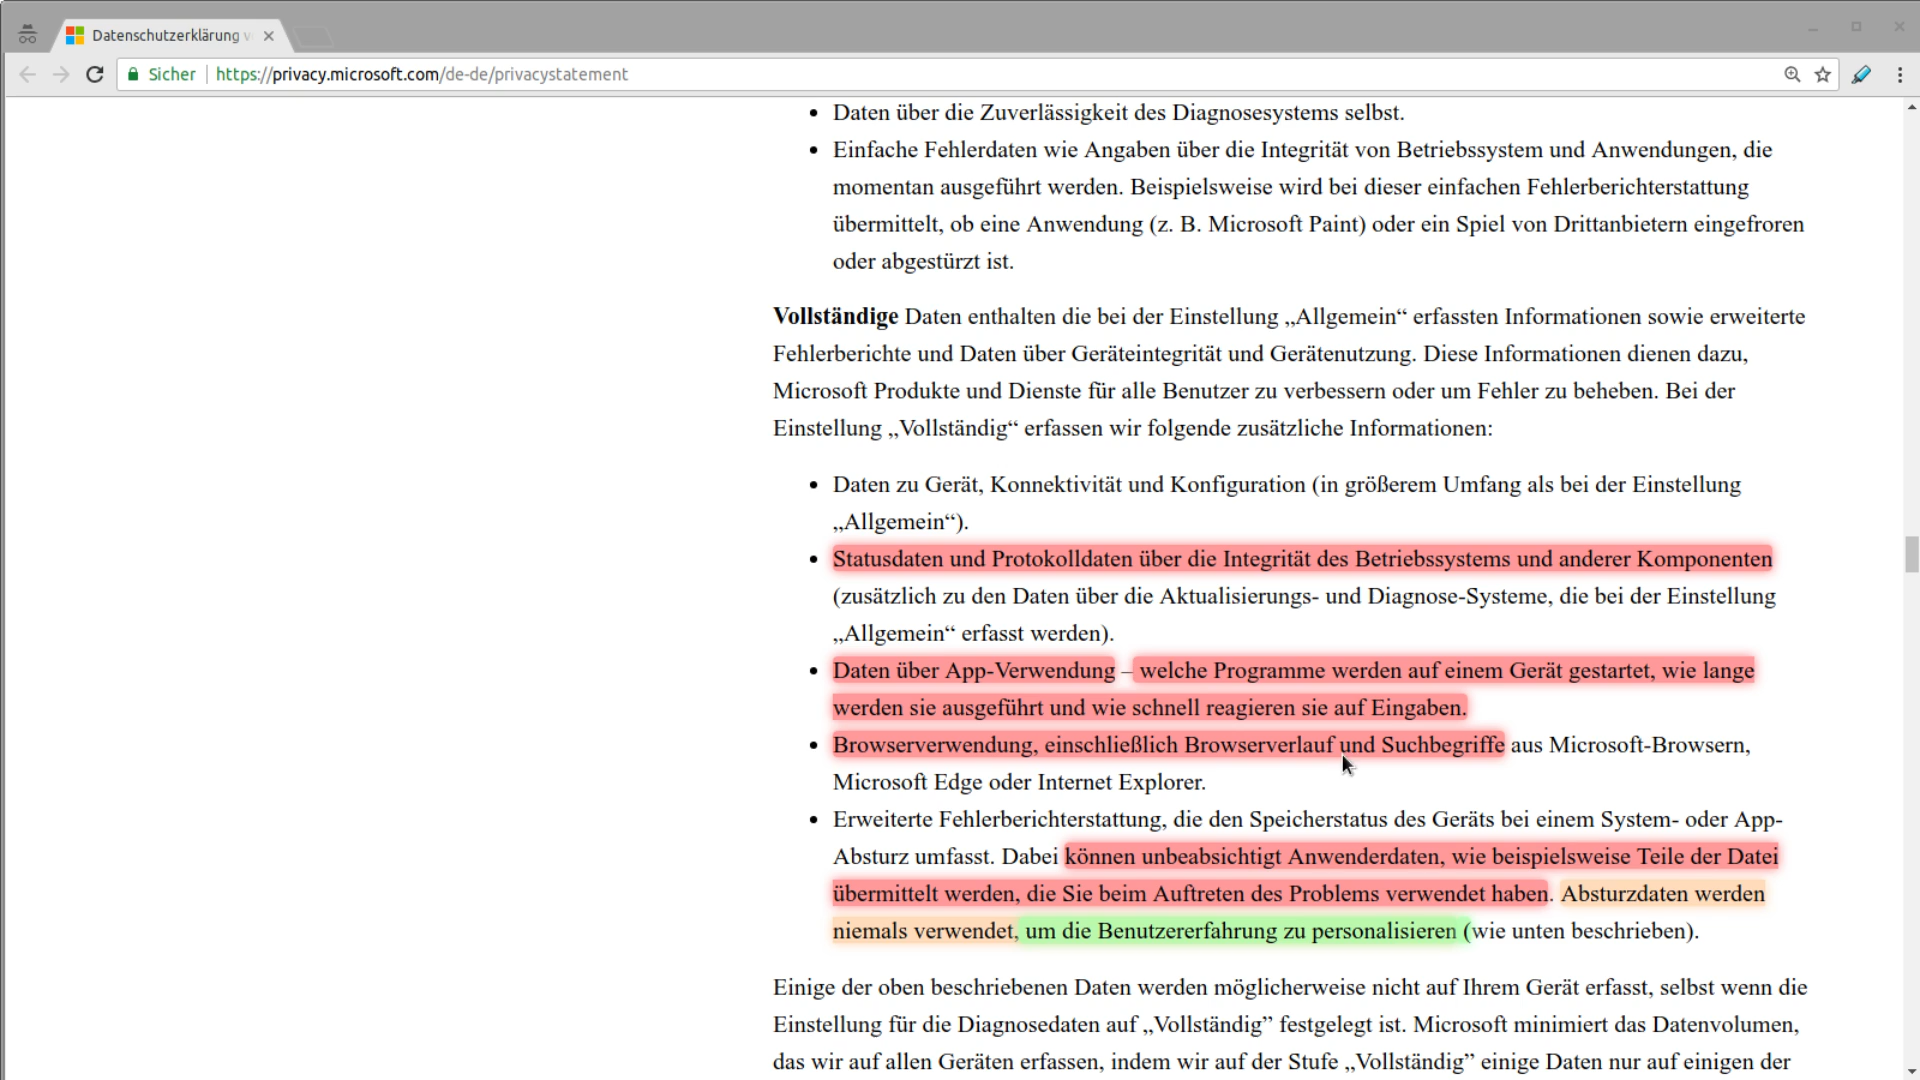 Datenschutzerklärung v
Sicher
https://privacy.microsoft.com/de-de/privacystatement
• Daten über die Zuverlässigkeit des Diagnosesystems selbst.
• Einfache Fehlerdaten wie Angaben über die Integrität von Betriebssystem und Anwendungen, die
momentan ausgeführt werden. Beispielsweise wird bei dieser einfachen Fehlerberichterstattung
übermittelt, ob eine Anwendung (z. B. Microsoft Paint) oder ein Spiel von Drittanbietern eingefroren
oder abgestürzt ist.
Vollständige Daten enthalten die bei der Einstellung „Allgemein“ erfassten Informationen sowie erweiterte
Fehlerberichte und Daten über Geräteintegrität und Gerätenutzung. Diese Informationen dienen dazu,
Microsoft Produkte und Dienste für alle Benutzer zu verbessern oder um Fehler zu beheben. Bei der
Einstellung „Vollständig“ erfassen wir folgende zusätzliche Informationen:
• Daten zu Gerät, Konnektivität und Konfiguration (in größerem Umfang als bei der Einstellung
„Allgemein“).
• Statusdaten und Protokolldaten über die Integrität des Betriebssystems und anderer Komponenten
(zusätzlich zu den Daten über die Aktualisierungs- und Diagnose-Systeme, die bei der Einstellung
„Allgemein“ erfasst werden).
• Daten über App-Verwendung – welche Programme werden auf einem Gerät gestartet, wie lange
werden sie ausgeführt und wie schnell reagieren sie auf Eingaben.
• Browserverwendung, einschließlich Browserverlauf und Suchbegriffe aus Microsoft-Browsern,
Microsoft Edge oder Internet Explorer.
• Erweiterte Fehlerberichterstattung, die den Speicherstatus des Geräts bei einem System- oder App-
Absturz umfasst. Dabei können unbeabsichtigt Anwenderdaten, wie beispielsweise Teile der Datei
übermittelt werden, die Sie beim Auftreten des Problems verwendet haben. Absturzdaten werden
niemals verwendet, um die Benutzererfahrung zu personalisieren (wie unten beschrieben).
Einige der oben beschriebenen Daten werden möglicherweise nicht auf Ihrem Gerät erfasst, selbst wenn die
Einstellung für die Diagnosedaten auf „Vollständig” festgelegt ist. Microsoft minimiert das Datenvolumen,
das wir auf allen Geräten erfassen, indem wir auf der Stufe „Vollständig” einige Daten nur auf einigen der